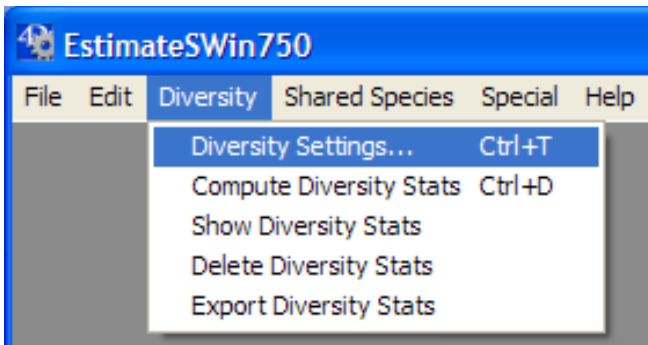 EstimateSWin750
File Edit Diversity Shared Species Special Help
Diversity Settings... Ctrl+T
Compute Diversity Stats Ctrl+D
Show Diversity Stats
Delete Diversity Stats
Export Diversity Stats